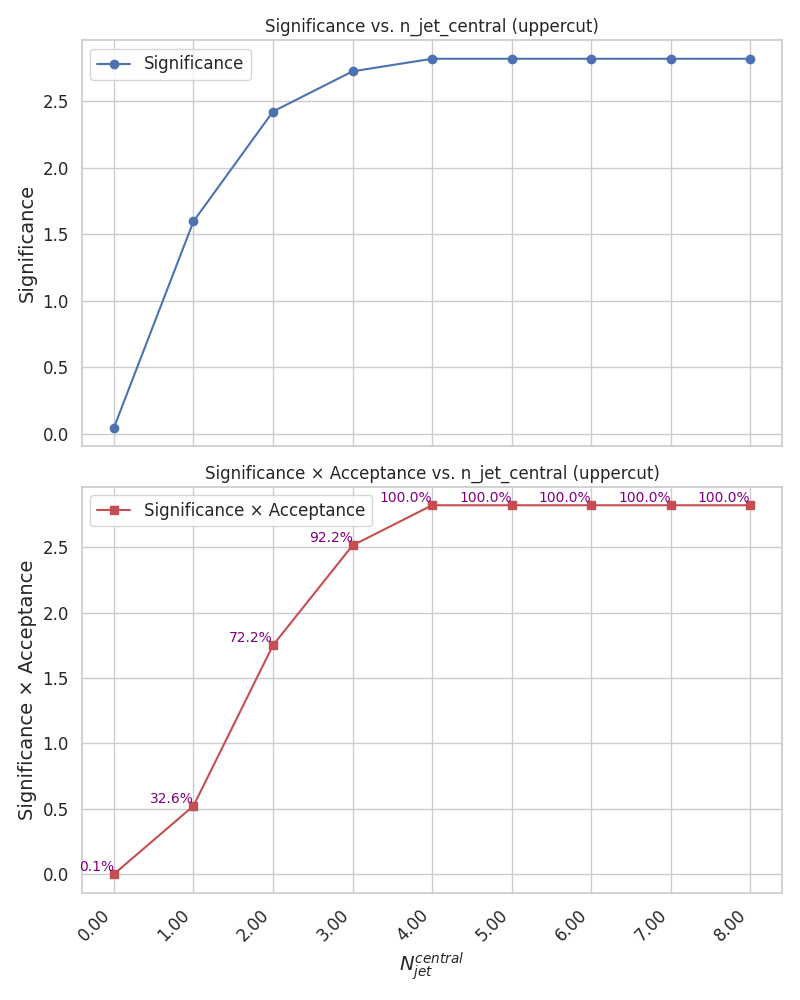 Significance vs. n_jet_central (uppercut)
Significance
Significance
2.5
2.0
1.5
1.0
0.5
0.0
Significance × Acceptance vs. n_jet_central (uppercut)
Significance × Acceptance
Significance × Acceptance
100.0% 100.0% 100.0% 100.0% 100.0%
92.2%
72.2%
32.6%
0.1%
2.5
2.0
1.5
1.0
0.5
0.0
0.00 1.00 2.00 3.00 4.00 5.00 6.00 7.00 8.00
$N_{jet}^{central}$